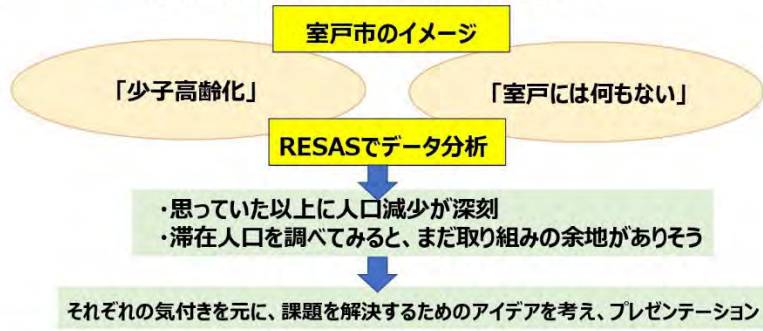 室戸市のイメージ
「少子高齢化」
「室戸には何もない」
RESASでデータ分析
・思っていた以上に人口減少が深刻
・滞在人口を調べてみると、まだ取り組みの余地がありそう
それぞれの気付きを元に、課題を解決するためのアイデアを考え、プレゼンテーション